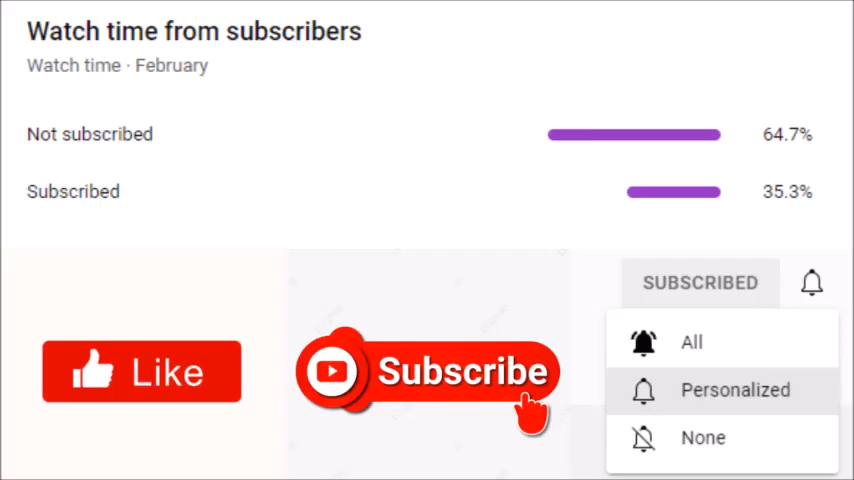 Watch time from subscribers
Watch time · February
Not subscribed 64.7%
Subscribed 35.3%
Like
Subscribe
SUBSCRIBED
All
Personalized
None